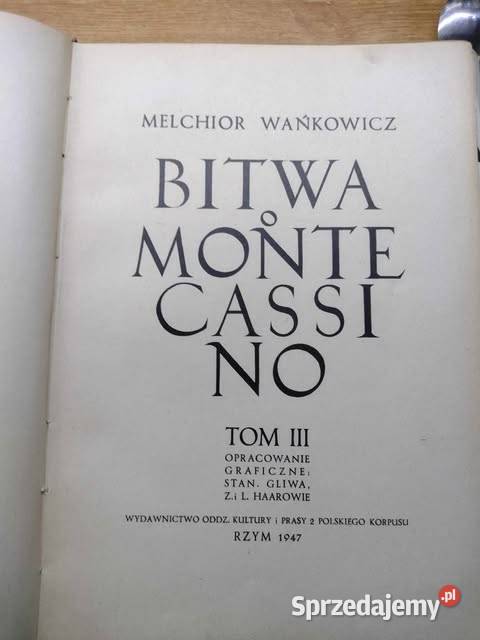 MELCHIOR WAŃKOWICZ
BITWA
o
MONTE
CASSI
NO
TOM III
OPRACOWANIE
GRAFICZNE:
STAN. GLIWA,
Z. i L. HAAROWIE
WYDAWNICTWO ODDZ. KULTURY i PRASY 2 POLSKIEGO KORPUSU
RZYM 1947
Sprzedajemy.pl